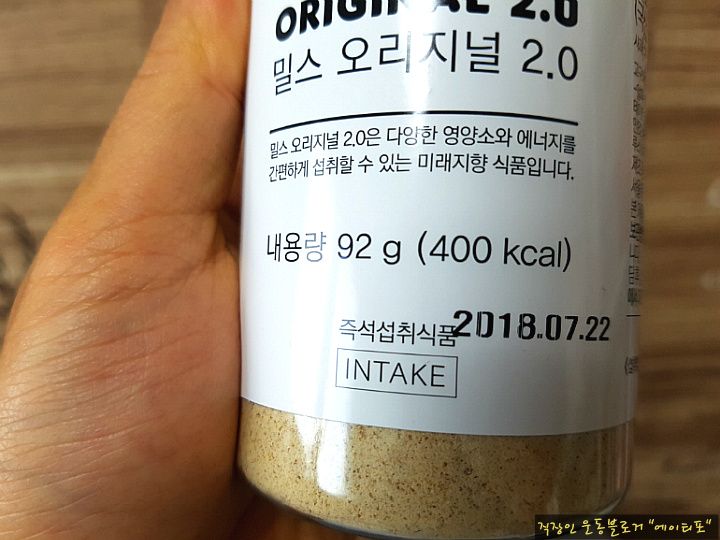 ORIGINAL 2.0
밀스 오리지널 2.0
밀스 오리지널 2.0은 다양한 영양소와 에너지를
간편하게 섭취할 수 있는 미래지향 식품입니다.
내용량 92 g (400 kcal)
즉석섭취식품 2018.07.22
INTAKE
직장인 운동블로거 "에이티포"